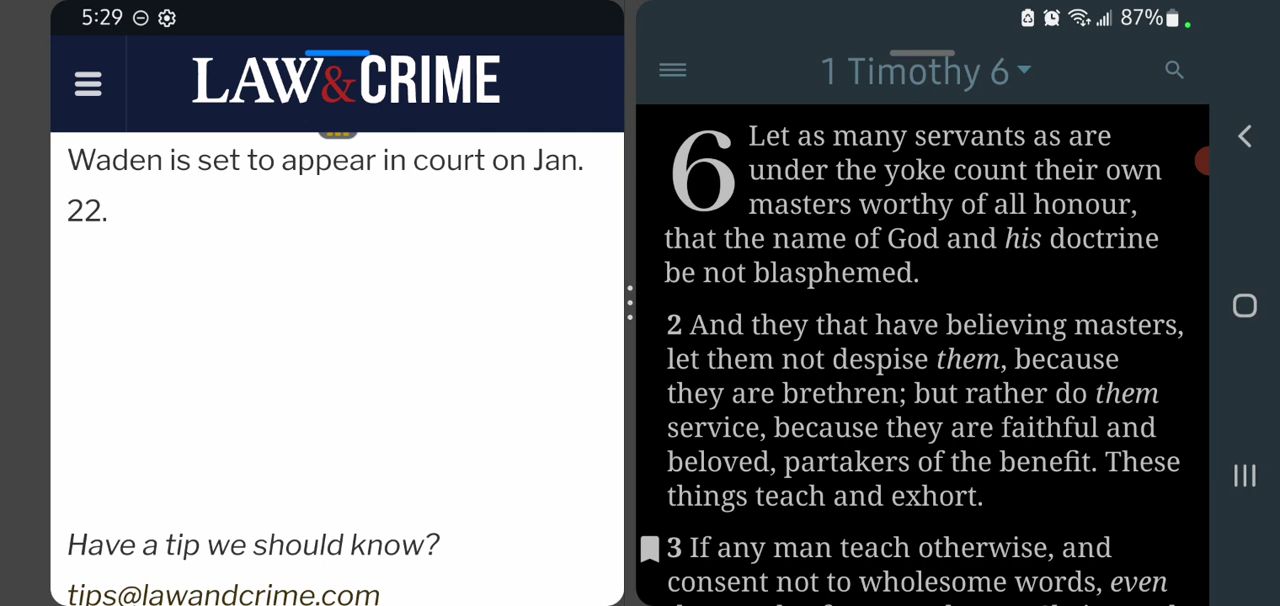 5:29
LAW&CRIME
Waden is set to appear in court on Jan.
22.
Have a tip we should know?
tips@lawandcrime.com
87%
1 Timothy 6
6 Let as many servants as are
under the yoke count their own
masters worthy of all honour,
that the name of God and his doctrine
be not blasphemed.
2 And they that have believing masters,
let them not despise them, because
they are brethren; but rather do them
service, because they are faithful and
beloved, partakers of the benefit. These
things teach and exhort.
3 If any man teach otherwise, and
consent not to wholesome words, even